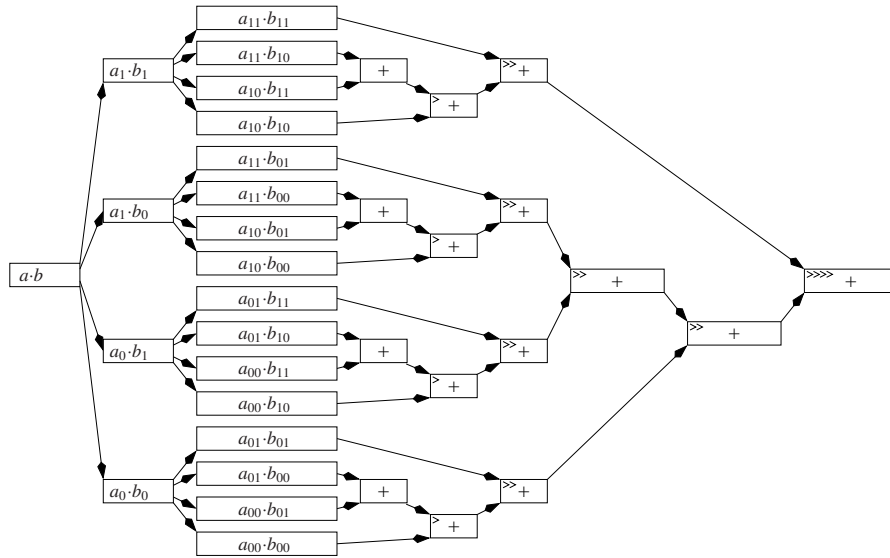 a₁₁·b₁₁
a₁₁·b₁₀ + >>+
a₁·b₁
a₁₀·b₁₁ > +
a₁₀·b₁₀
a₁₁·b₀₁
a₁₁·b₀₀ + >>+
a₁·b₀
a₁₀·b₀₁ > +
a₁₀·b₀₀
a·b >> + >>>> +
a₀₁·b₁₁
a₀₁·b₁₀ >> +
a₀·b₁ + >>+
a₀₀·b₁₁ > +
a₀₀·b₁₀
a₀₁·b₀₁
a₀₁·b₀₀ + >>+
a₀·b₀
a₀₀·b₀₁ > +
a₀₀·b₀₀